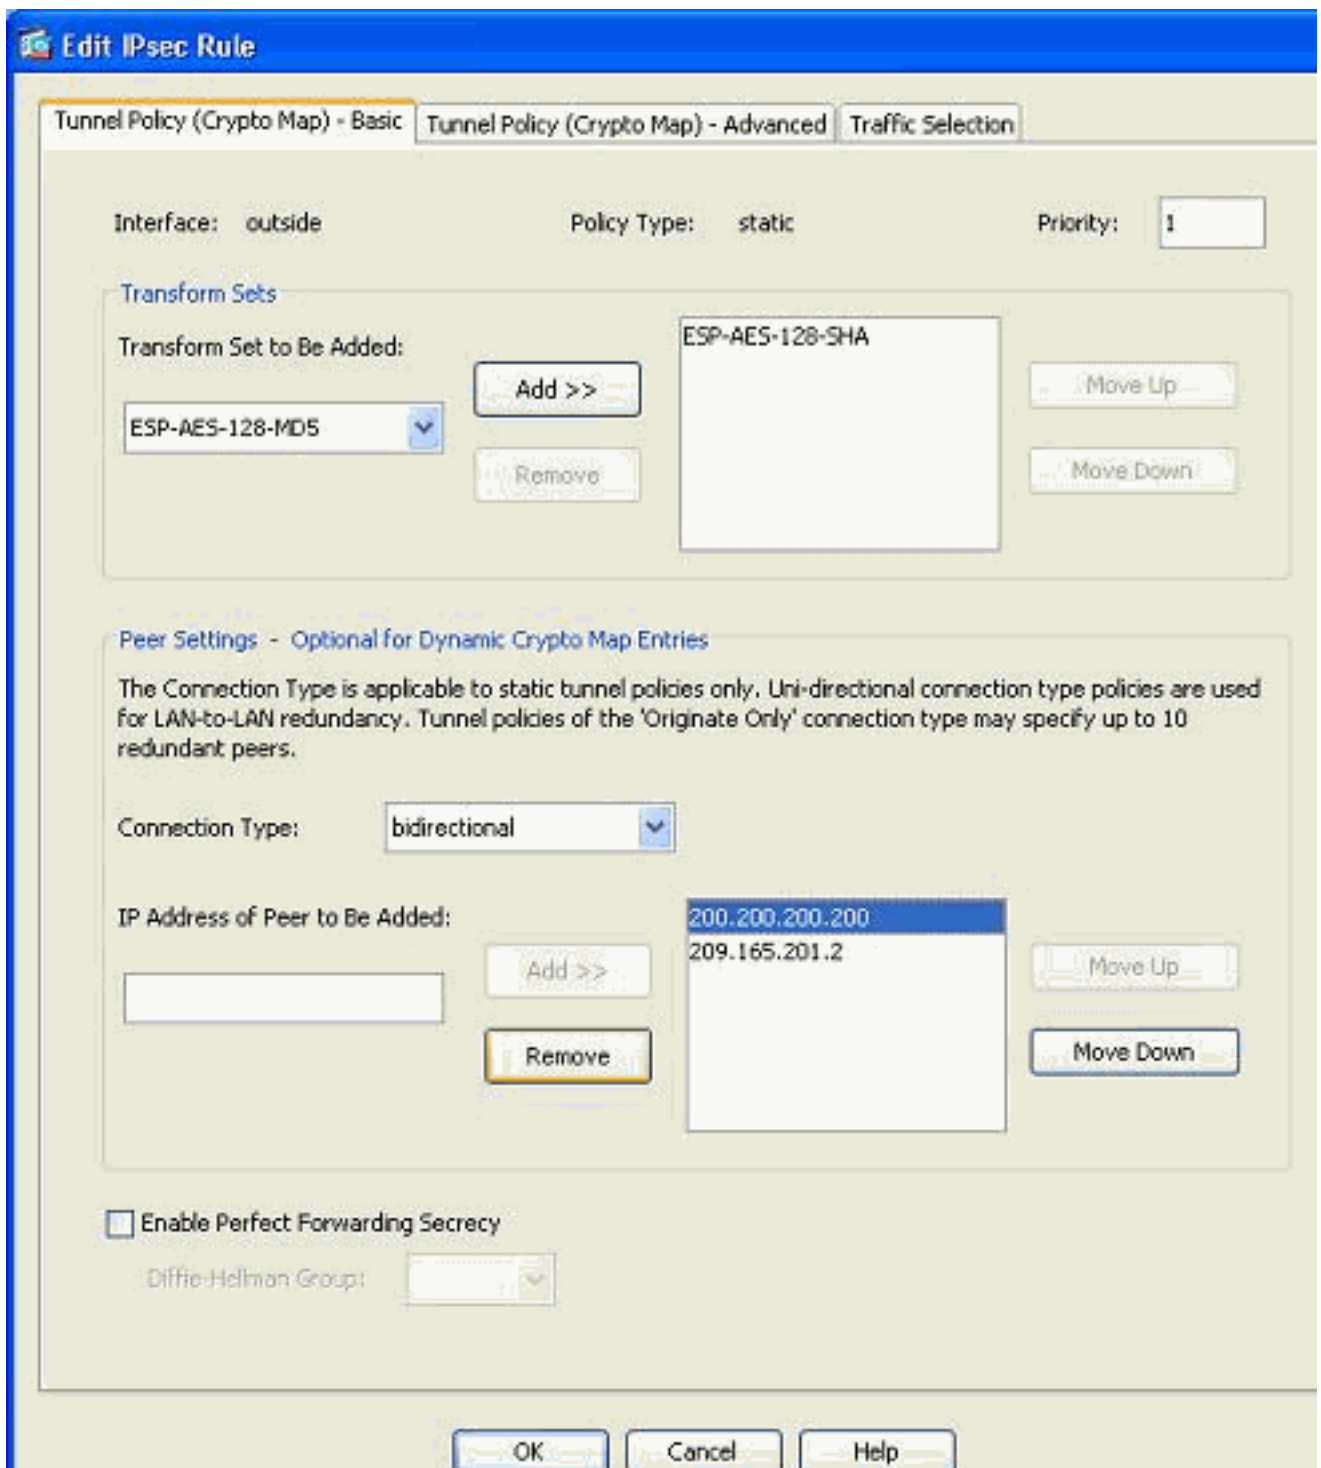 Edit IPsec Rule
Tunnel Policy (Crypto Map) - Basic
Tunnel Policy (Crypto Map) - Advanced
Traffic Selection
Interface: outside
Policy Type: static
Priority: 1
Transform Sets
Transform Set to Be Added:
ESP-AES-128-MD5
Add >>
Remove
ESP-AES-128-SHA
Move Up
Move Down
Peer Settings - Optional for Dynamic Crypto Map Entries
The Connection Type is applicable to static tunnel policies only. Uni-directional connection type policies are used
for LAN-to-LAN redundancy. Tunnel policies of the 'Originate Only' connection type may specify up to 10
redundant peers.
Connection Type: bidirectional
IP Address of Peer to Be Added:
Add >>
Remove
200.200.200.200
209.165.201.2
Move Up
Move Down
Enable Perfect Forwarding Secrecy
Diffie-Hellman Group:
OK
Cancel
Help